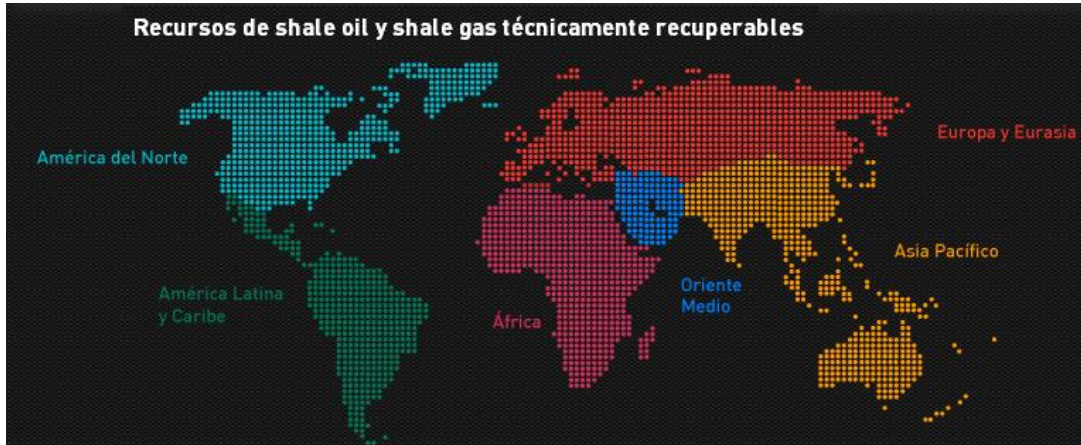 Recursos de shale oil y shale gas técnicamente recuperables
América del Norte
Europa y Eurasia
Asia Pacífico
América Latina
y Caribe
África
Oriente
Medio